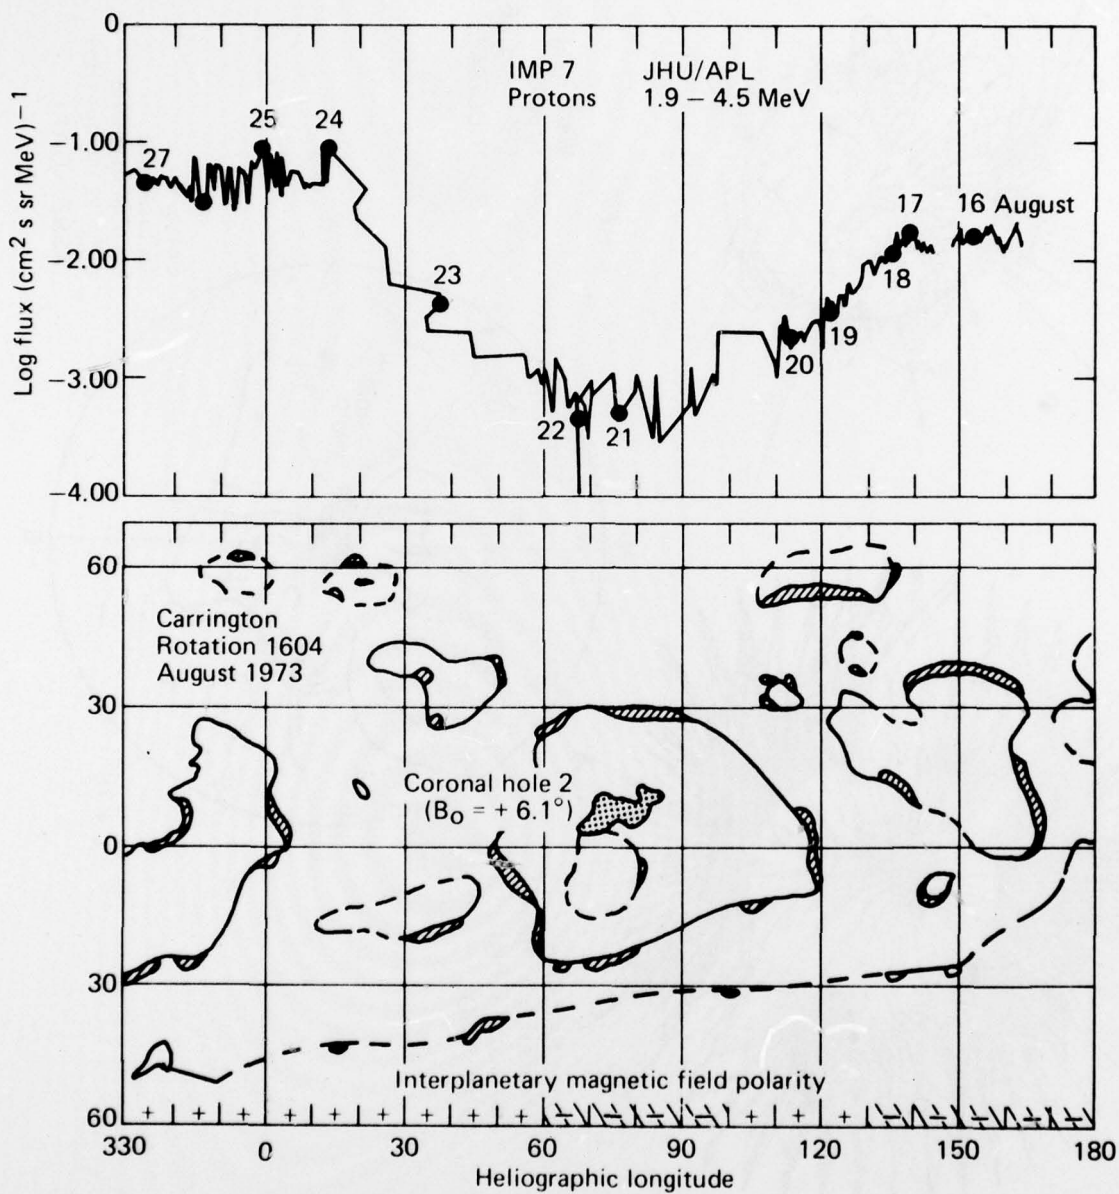 0
−1.00
−2.00
−3.00
−4.00
Log flux (cm² s sr MeV)⁻¹
IMP 7 JHU/APL
Protons 1.9 – 4.5 MeV
27
25
24
23
22
21
20
19
18
17
16 August
60
30
0
30
60
Carrington
Rotation 1604
August 1973
Coronal hole 2
(B₀ = + 6.1°)
Interplanetary magnetic field polarity
+ + + + + + + + + + + + +
330 0 30 60 90 120 150 180
Heliographic longitude